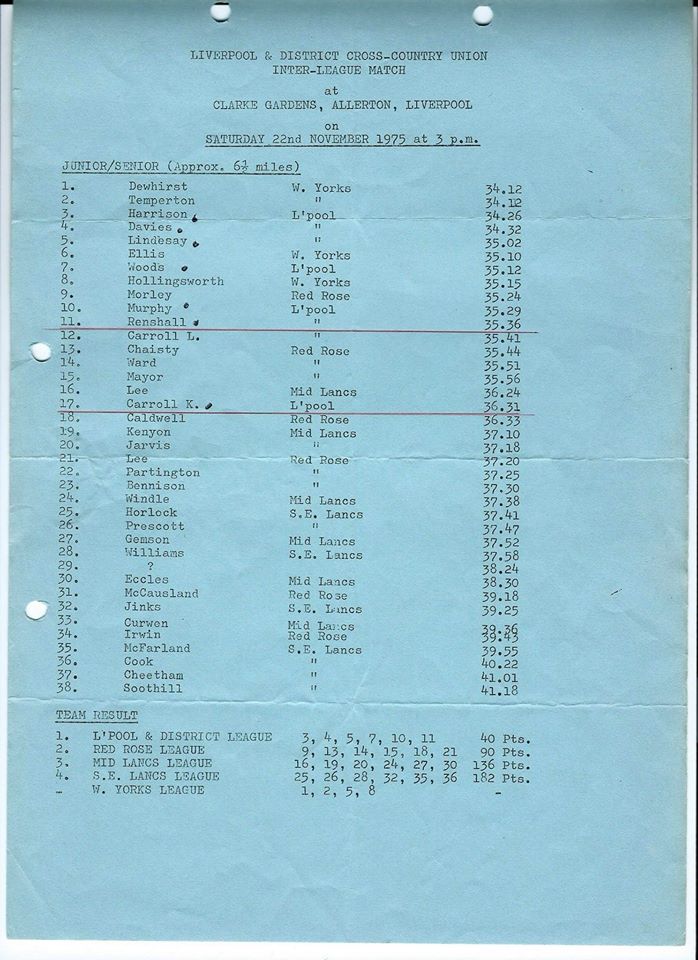 LIVERPOOL & DISTRICT CROSS-COUNTRY UNION
INTER-LEAGUE MATCH
at
CLARKE GARDENS, ALLERTON, LIVERPOOL
on
SATURDAY 22nd NOVEMBER 1975 at 3 p.m.
JUNIOR/SENIOR (Approx. 6½ miles)
1. Dewhirst W. Yorks 34.12
2. Temperton " 34.12
3. Harrison L'pool 34.26
4. Davies " 34.32
5. Lindesay " 35.02
6. Ellis W. Yorks 35.10
7. Woods L'pool 35.12
8. Hollingsworth W. Yorks 35.15
9. Morley Red Rose 35.24
10. Murphy L'pool 35.29
11. Renshall " 35.36
12. Carroll L. " 35.41
13. Chaisty Red Rose 35.44
14. Ward " 35.51
15. Mayor " 35.56
16. Lee Mid Lancs 36.24
17. Carroll K. L'pool 36.31
18. Caldwell Red Rose 36.33
19. Kenyon Mid Lancs 37.10
20. Jarvis " 37.18
21. Lee Red Rose 37.20
22. Partington " 37.25
23. Bennison " 37.30
24. Windle Mid Lancs 37.38
25. Horlock S.E. Lancs 37.41
26. Prescott " 37.47
27. Gemson Mid Lancs 37.52
28. Williams S.E. Lancs 37.58
29. ? 38.24
30. Eccles Mid Lancs 38.30
31. McCausland Red Rose 39.18
32. Jinks S.E. Lancs 39.25
33. Curwen Mid Lancs 39.36
34. Irwin Red Rose 39.43
35. McFarland S.E. Lancs 39.55
36. Cook " 40.22
37. Cheetham " 41.01
38. Soothill " 41.18
TEAM RESULT
1. L'POOL & DISTRICT LEAGUE 3, 4, 5, 7, 10, 11 40 Pts.
2. RED ROSE LEAGUE 9, 13, 14, 15, 18, 21 90 Pts.
3. MID LANCS LEAGUE 16, 19, 20, 24, 27, 30 136 Pts.
4. S.E. LANCS LEAGUE 25, 26, 28, 32, 35, 36 182 Pts.
- W. YORKS LEAGUE 1, 2, 5, 8 -